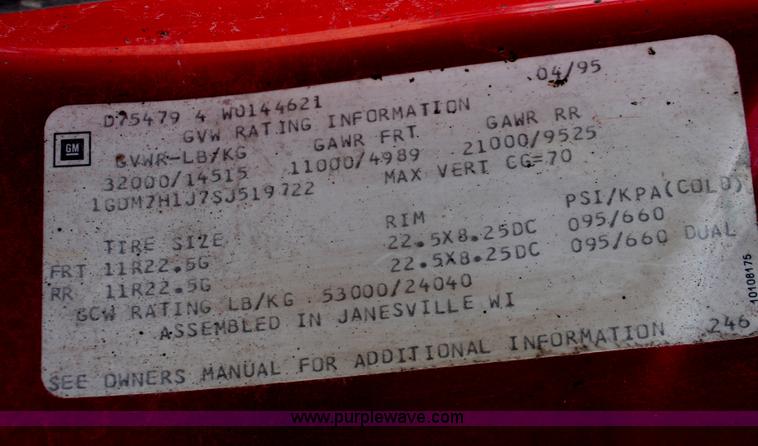 D75479 4 W0144621 04/95
GVW RATING INFORMATION
GM
GVWR-LB/KG GAWR FRT GAWR RR
32000/14515 11000/4989 21000/9525
1GDM7H1J7SJ519722 MAX VERT CG=70
TIRE SIZE RIM PSI/KPA(COLD)
FRT 11R22.5G 22.5X8.25DC 095/660
RR 11R22.5G 22.5X8.25DC 095/660 DUAL
GCW RATING LB/KG 53000/24040
ASSEMBLED IN JANESVILLE WI
10108175
SEE OWNERS MANUAL FOR ADDITIONAL INFORMATION 246
www.purplewave.com